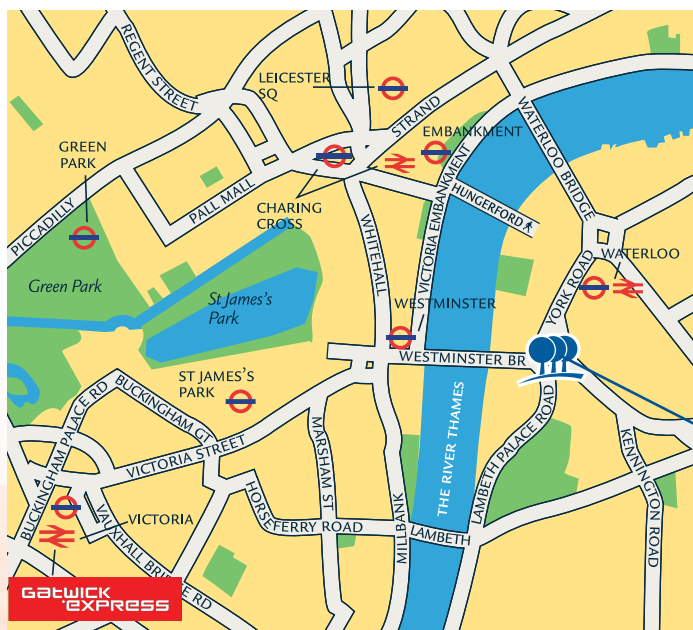 REGENT STREET
LEICESTER
SQ
STRAND
WATERLOO BRIDGE
EMBANKMENT
GREEN
PARK
PICCADILLY
PALL MALL
CHARING
CROSS
HUNGERFORD
VICTORIA EMBANKMENT
WHITEHALL
WATERLOO
YORK ROAD
Green Park
St James's
Park
WESTMINSTER
WESTMINSTER BR
ST JAMES'S
PARK
BUCKINGHAM GT
BUCKINGHAM PALACE RD
VICTORIA STREET
MARSHAM ST
THE RIVER THAMES
LAMBETH PALACE ROAD
KENNINGTON ROAD
HORSEFERRY ROAD
MILLBANK
LAMBETH
VICTORIA
VAUXHALL BRIDGE RD
GATWICK
EXPRESS